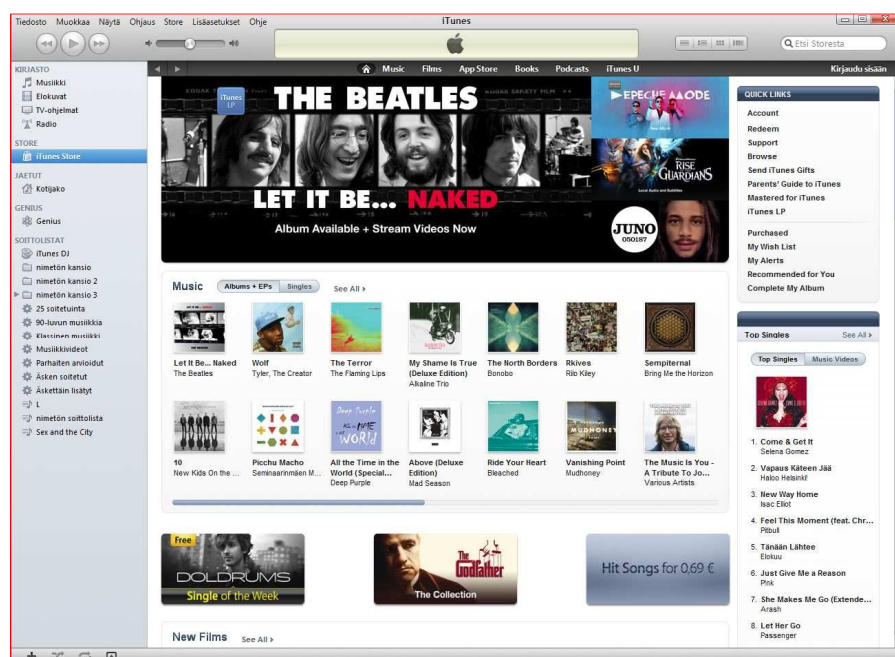 Tiedosto Muokkaa Näytä Ohjaus Store Lisäasetukset Ohje
iTunes
Etsi Storesta
KIRJASTO
Musiikki
Elokuvat
TV-ohjelmat
Radio
STORE
iTunes Store
JAETUT
Kotijako
GENIUS
Genius
SOITTOLISTAT
iTunes DJ
nimetön kansio
nimetön kansio 2
nimetön kansio 3
25 soitetuinta
90-luvun musiikkia
Klassinen musiikki
Musiikkivideot
Parhaiten arvioidut
Äsken soitetut
Äskettäin lisätyt
L
nimetön soittolista
Sex and the City
Music Films App Store Books Podcasts iTunes U
Kirjaudu sisään
iTunes
LP
THE BEATLES
LET IT BE... NAKED
Album Available + Stream Videos Now
DEPECHE MODE
RISE
GUARDIANS
JUNO
050187
Music Albums + EPs Singles See All >
Let It Be... Naked
The Beatles
Wolf
Tyler, The Creator
The Terror
The Flaming Lips
My Shame Is True
(Deluxe Edition)
Alkaline Trio
The North Borders
Bonobo
Rkives
Rilo Kiley
Sempiternal
Bring Me the Horizon
10
New Kids On the ...
Picchu Macho
Seminaarinmäen M...
All the Time in the
World (Special...
Deep Purple
Above (Deluxe
Edition)
Mad Season
Ride Your Heart
Bleached
Vanishing Point
Mudhoney
The Music Is You -
A Tribute To Jo...
Various Artists
Free
DOLDRUMS
Single of the Week
The
Godfather
The Collection
Hit Songs for 0,69 €
New Films See All >
QUICK LINKS
Account
Redeem
Support
Browse
Send iTunes Gifts
Parents' Guide to iTunes
Mastered for iTunes
iTunes LP
Purchased
My Wish List
My Alerts
Recommended for You
Complete My Album
Top Singles See All >
Top Singles Music Videos
1. Come & Get It
Selena Gomez
2. Vapaus Käteen Jää
Haloo Helsinki!
3. New Way Home
Isac Elliot
4. Feel This Moment (feat. Chr...
Pitbull
5. Tänään Lähtee
Elokuu
6. Just Give Me a Reason
P!nk
7. She Makes Me Go (Extende...
Arash
8. Let Her Go
Passenger